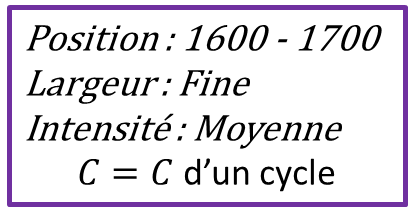 Position : 1600 - 1700
Largeur : Fine
Intensité : Moyenne
C = C d’un cycle